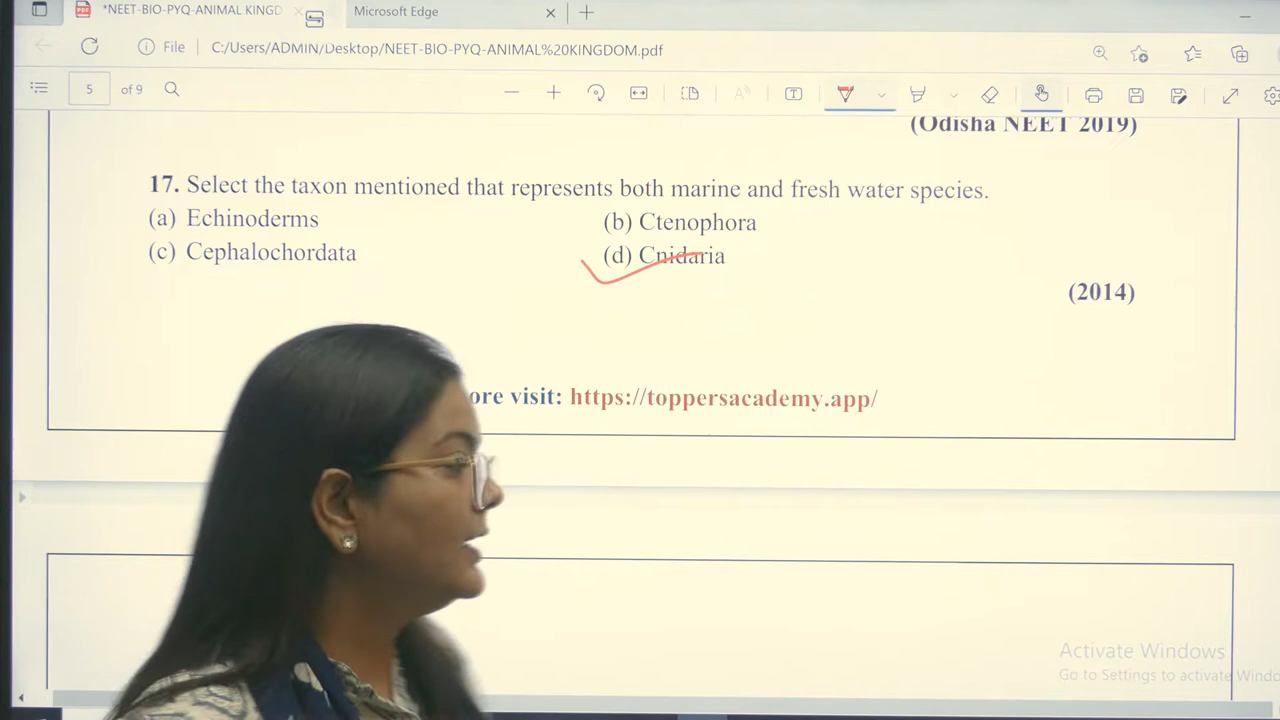 *NEET-BIO-PYQ-ANIMAL KINGD
Microsoft Edge
File
C:/Users/ADMIN/Desktop/NEET-BIO-PYQ-ANIMAL%20KINGDOM.pdf
5 of 9
(Odisha NEET 2019)
17. Select the taxon mentioned that represents both marine and fresh water species.
(a) Echinoderms (b) Ctenophora
(c) Cephalochordata (d) Cnidaria
(2014)
ore visit: https://toppersacademy.app/
Activate Windows
Go to Settings to activate Windo